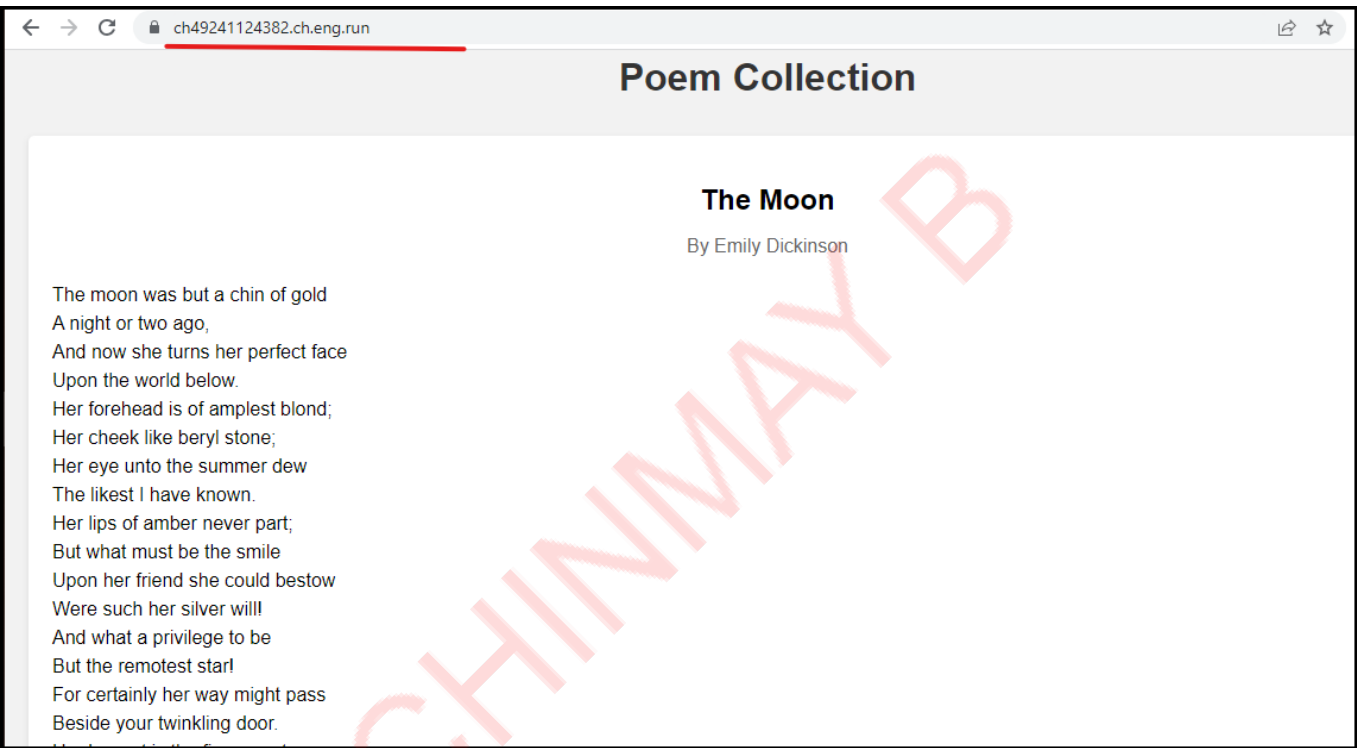 ch49241124382.ch.eng.run
Poem Collection
The Moon
By Emily Dickinson
The moon was but a chin of gold
A night or two ago,
And now she turns her perfect face
Upon the world below.
Her forehead is of amplest blond;
Her cheek like beryl stone;
Her eye unto the summer dew
The likest I have known.
Her lips of amber never part;
But what must be the smile
Upon her friend she could bestow
Were such her silver will!
And what a privilege to be
But the remotest star!
For certainly her way might pass
Beside your twinkling door.
CHINMAY B